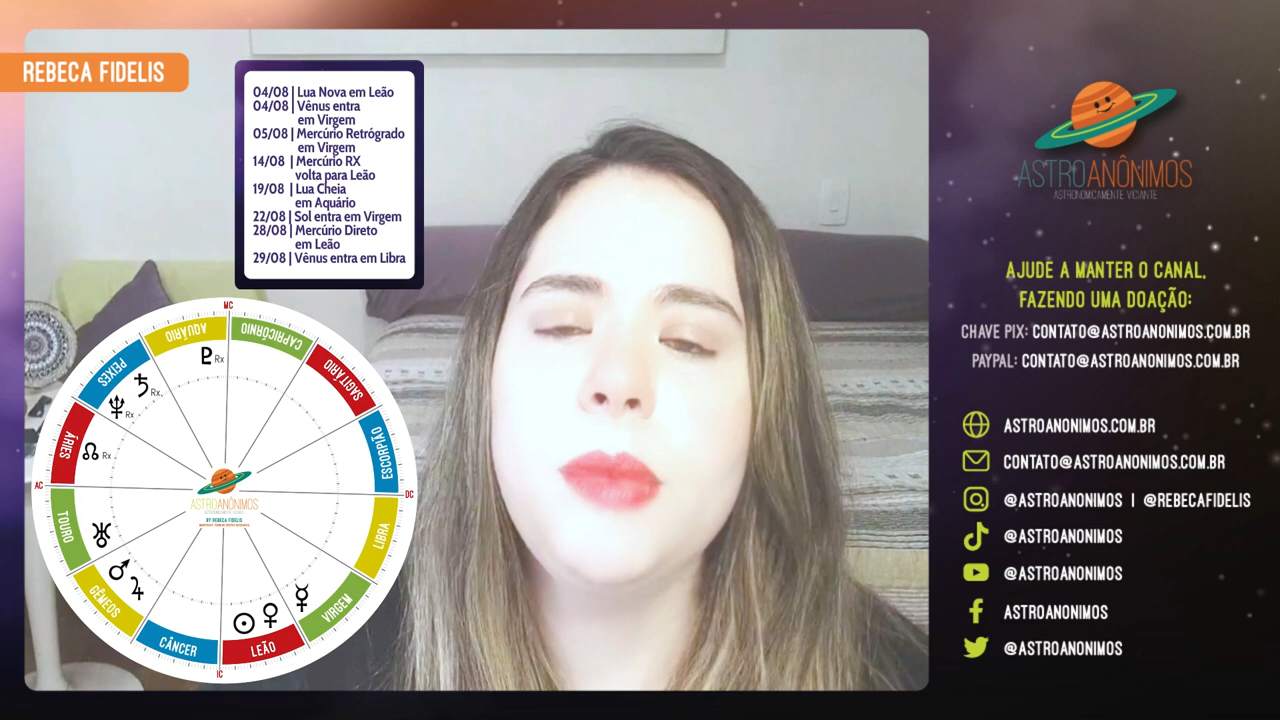 REBECA FIDELIS
04/08 | Lua Nova em Leão
04/08 | Vênus entra
em Virgem
05/08 | Mercúrio Retrógrado
em Virgem
14/08 | Mercúrio RX
volta para Leão
19/08 | Lua Cheia
em Aquário
22/08 | Sol entra em Virgem
28/08 | Mercúrio Direto
em Leão
29/08 | Vênus entra em Libra
MC
AQUÁRIO
CAPRICÓRNIO
PEIXES
SAGITÁRIO
Rx
Rx
Rx
ÁRIES
ESCORPIÃO
Rx
AC
DC
ASTROANÔNIMOS
BY REBECA FIDELIS
TOURO
LIBRA
GÊMEOS
VIRGEM
CÂNCER
LEÃO
IC
ASTROANÔNIMOS
ASTRONOMICAMENTE VICIANTE
AJUDE A MANTER O CANAL,
FAZENDO UMA DOAÇÃO:
CHAVE PIX: CONTATO@ASTROANONIMOS.COM.BR
PAYPAL: CONTATO@ASTROANONIMOS.COM.BR
ASTROANONIMOS.COM.BR
CONTATO@ASTROANONIMOS.COM.BR
@ASTROANONIMOS | @REBECAFIDELIS
@ASTROANONIMOS
@ASTROANONIMOS
ASTROANONIMOS
@ASTROANONIMOS